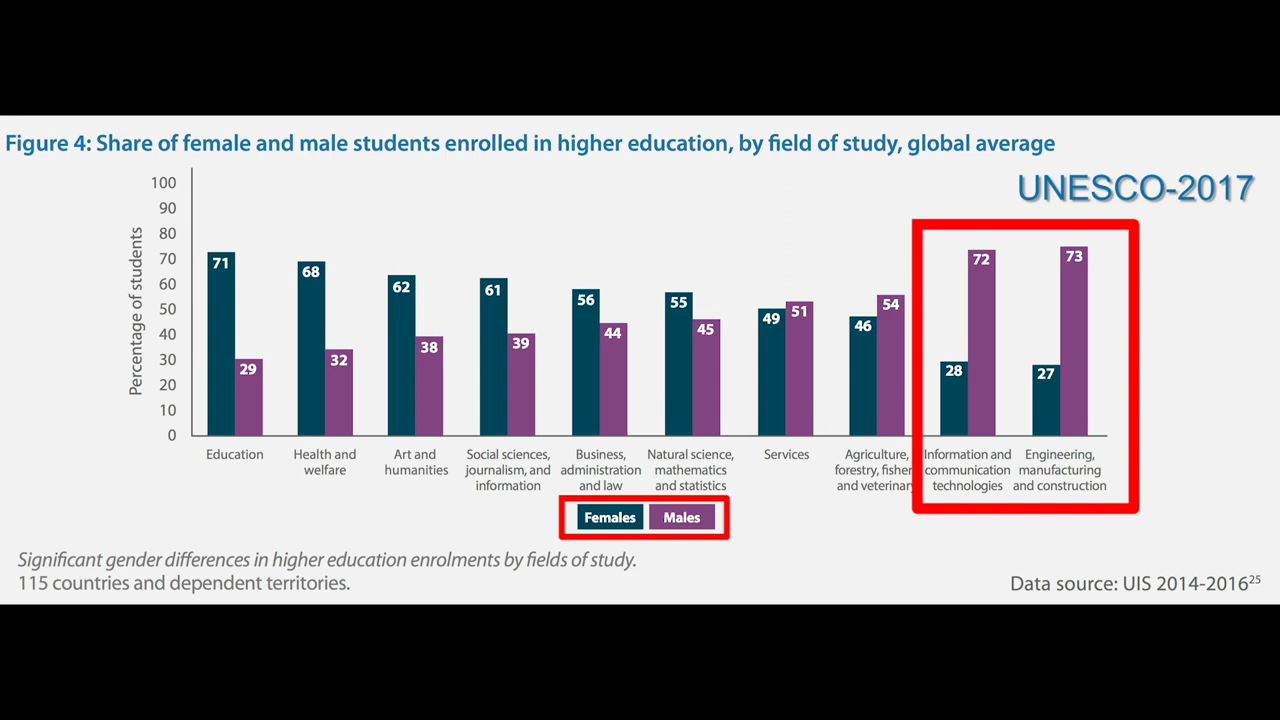 Figure 4: Share of female and male students enrolled in higher education, by field of study, global average
UNESCO-2017
Percentage of students
100
90
80
70
60
50
40
30
20
10
0
71
29
68
32
62
38
61
39
56
44
55
45
49
51
46
54
28
72
27
73
Education
Health and
welfare
Art and
humanities
Social sciences,
journalism, and
information
Business,
administration
and law
Natural science,
mathematics
and statistics
Services
Agriculture,
forestry, fisher
and veterinar
Information and
communication
technologies
Engineering,
manufacturing
and construction
Females
Males
Significant gender differences in higher education enrolments by fields of study.
115 countries and dependent territories.
Data source: UIS 2014-2016²⁵